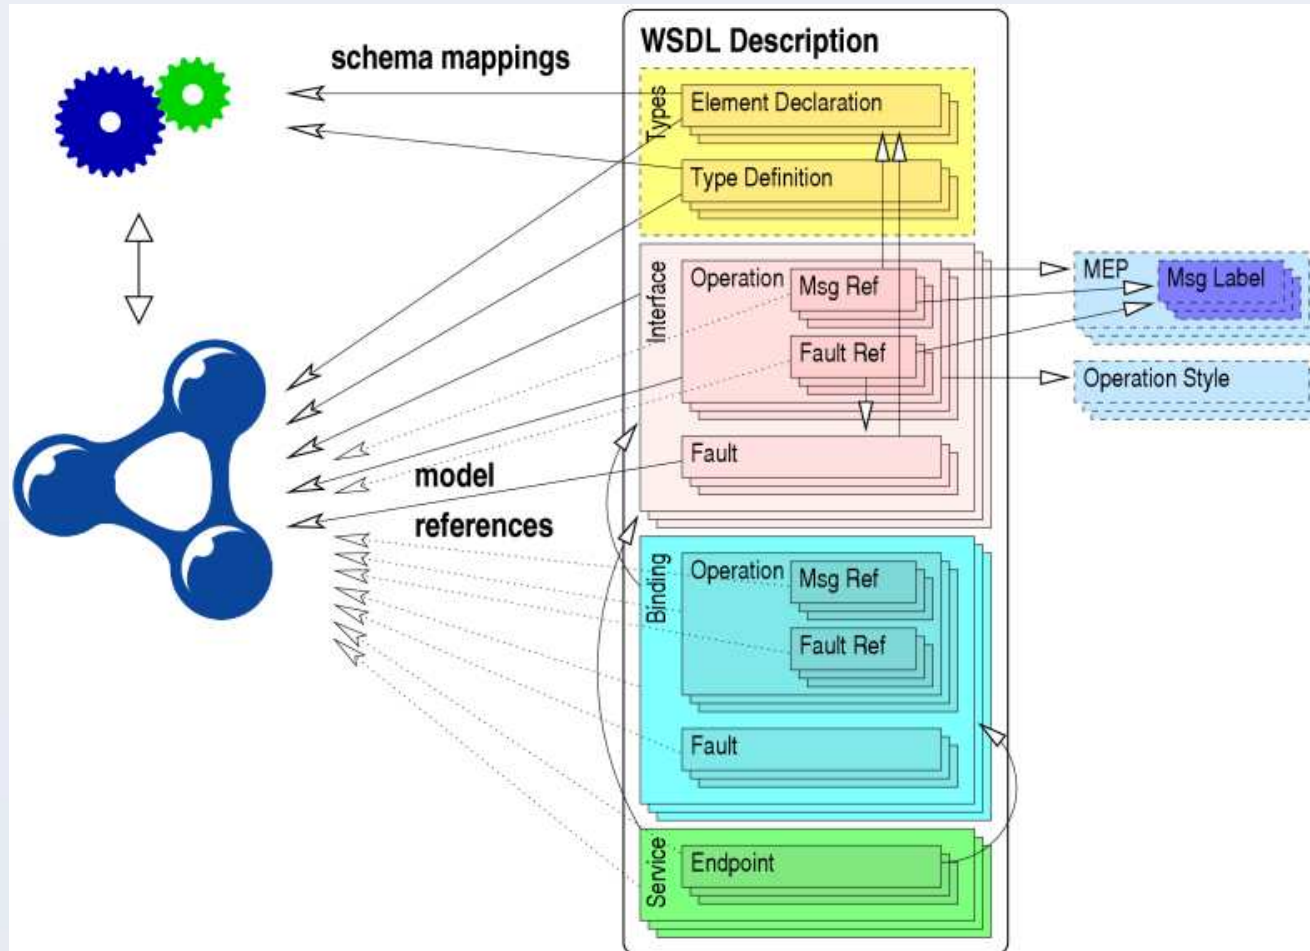 schema mappings
WSDL Description
Types
Element Declaration
Type Definition
Interface
Operation
Msg Ref
Fault Ref
Fault
MEP
Msg Label
Operation Style
model
references
Binding
Operation
Msg Ref
Fault Ref
Fault
Service
Endpoint